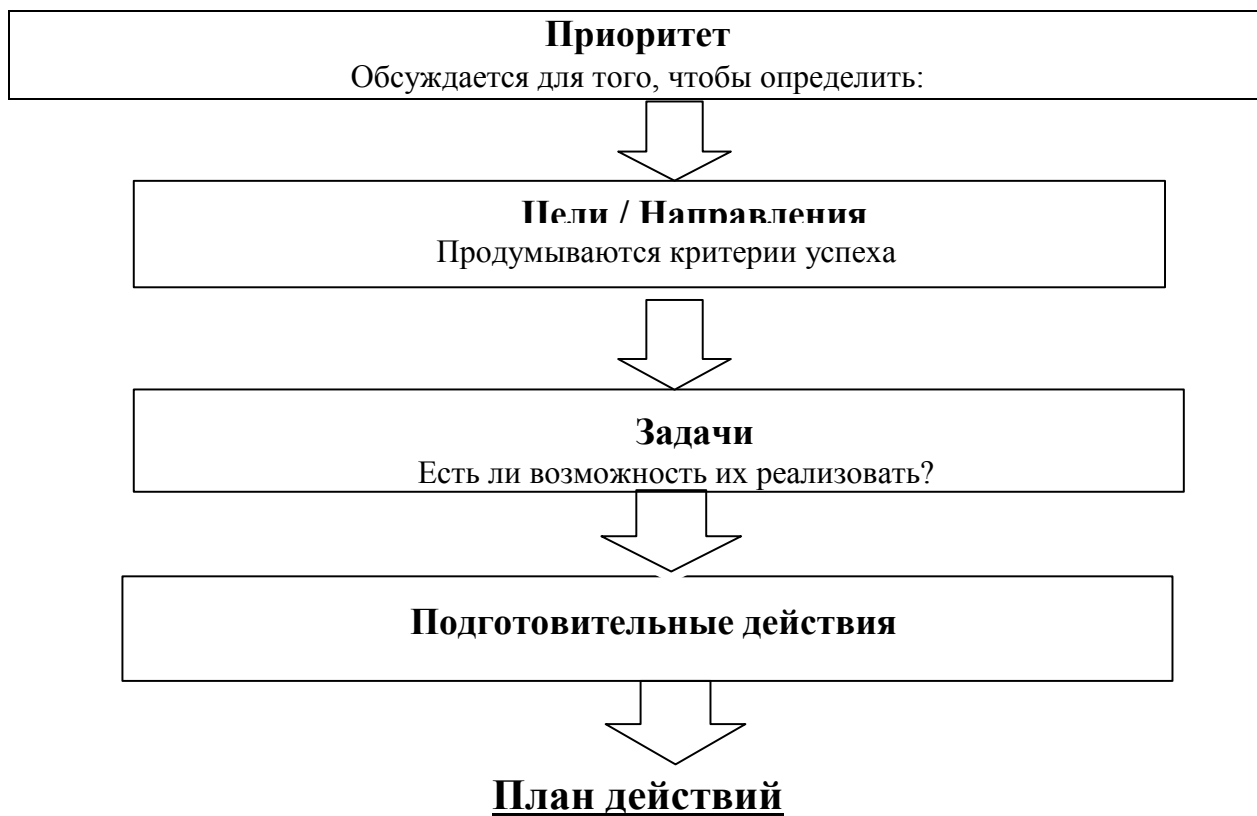 Приоритет
Обсуждается для того, чтобы определить:
Цели / Направления
Продумываются критерии успеха
Задачи
Есть ли возможность их реализовать?
Подготовительные действия
План действий